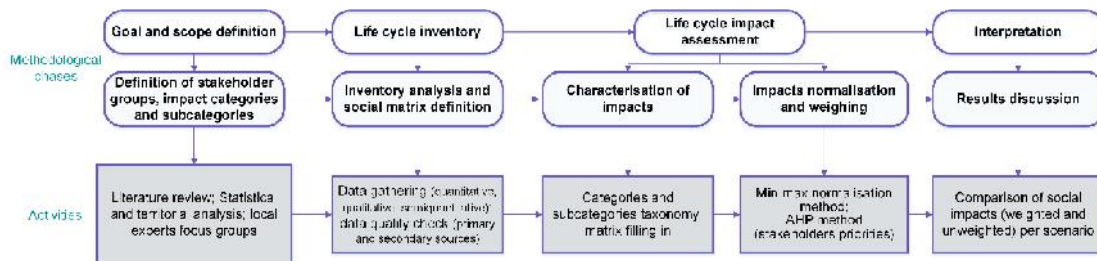 Goal and scope definition
Life cycle inventory
Life cycle impact
assessment
Interpretation
Methodological
phases
Definition of stakeholder
groups, impact categories
and subcategories
Inventory analysis and
social matrix definition
Characterisation of
impacts
Impacts normalisation
and weighing
Results discussion
Activities
Literature review; Statistica
and territoria analysis; local
experts focus groups
Data gathering (quantitative,
qualitative, semiquantitative);
data quality check (primary
and secondary sources)
Categories and
subcategories taxonomy
matrix filling in
Min max normalisation
method;
AHP method
(stakeholders priorities)
Comparison of social
impacts (weighted and
unweighted) per scenario